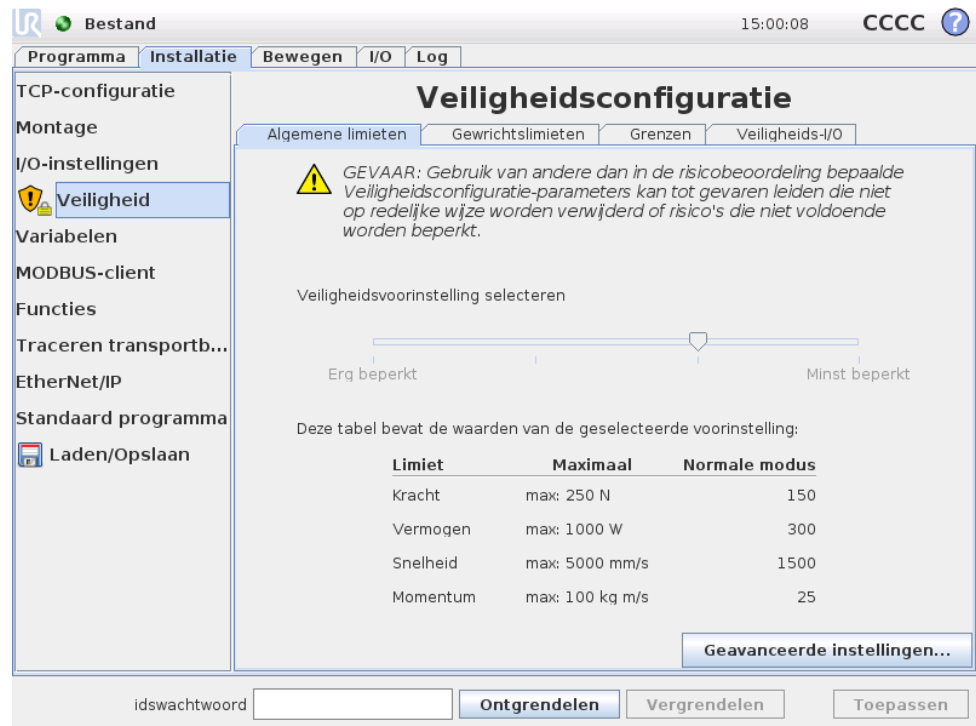 UR Bestand 15:00:08 CCCC ?
Programma Installatie Bewegen I/O Log
TCP-configuratie
Montage
I/O-instellingen
Veiligheid
Variabelen
MODBUS-client
Functies
Traceren transportb...
EtherNet/IP
Standaard programma
Laden/Opslaan
Veiligheidsconfiguratie
Algemene limieten Gewrichtslimieten Grenzen Veiligheids-I/O
GEVAAR: Gebruik van andere dan in de risicobeoordeling bepaalde
Veiligheidsconfiguratie-parameters kan tot gevaren leiden die niet
op redelijke wijze worden verwijderd of risico's die niet voldoende
worden beperkt.
Veiligheidsvoorinstelling selecteren
Erg beperkt Minst beperkt
Deze tabel bevat de waarden van de geselecteerde voorinstelling:
Limiet Maximaal Normale modus
Kracht max: 250 N 150
Vermogen max: 1000 W 300
Snelheid max: 5000 mm/s 1500
Momentum max: 100 kg m/s 25
Geavanceerde instellingen...
idswachtwoord Ontgrendelen Vergrendelen Toepassen